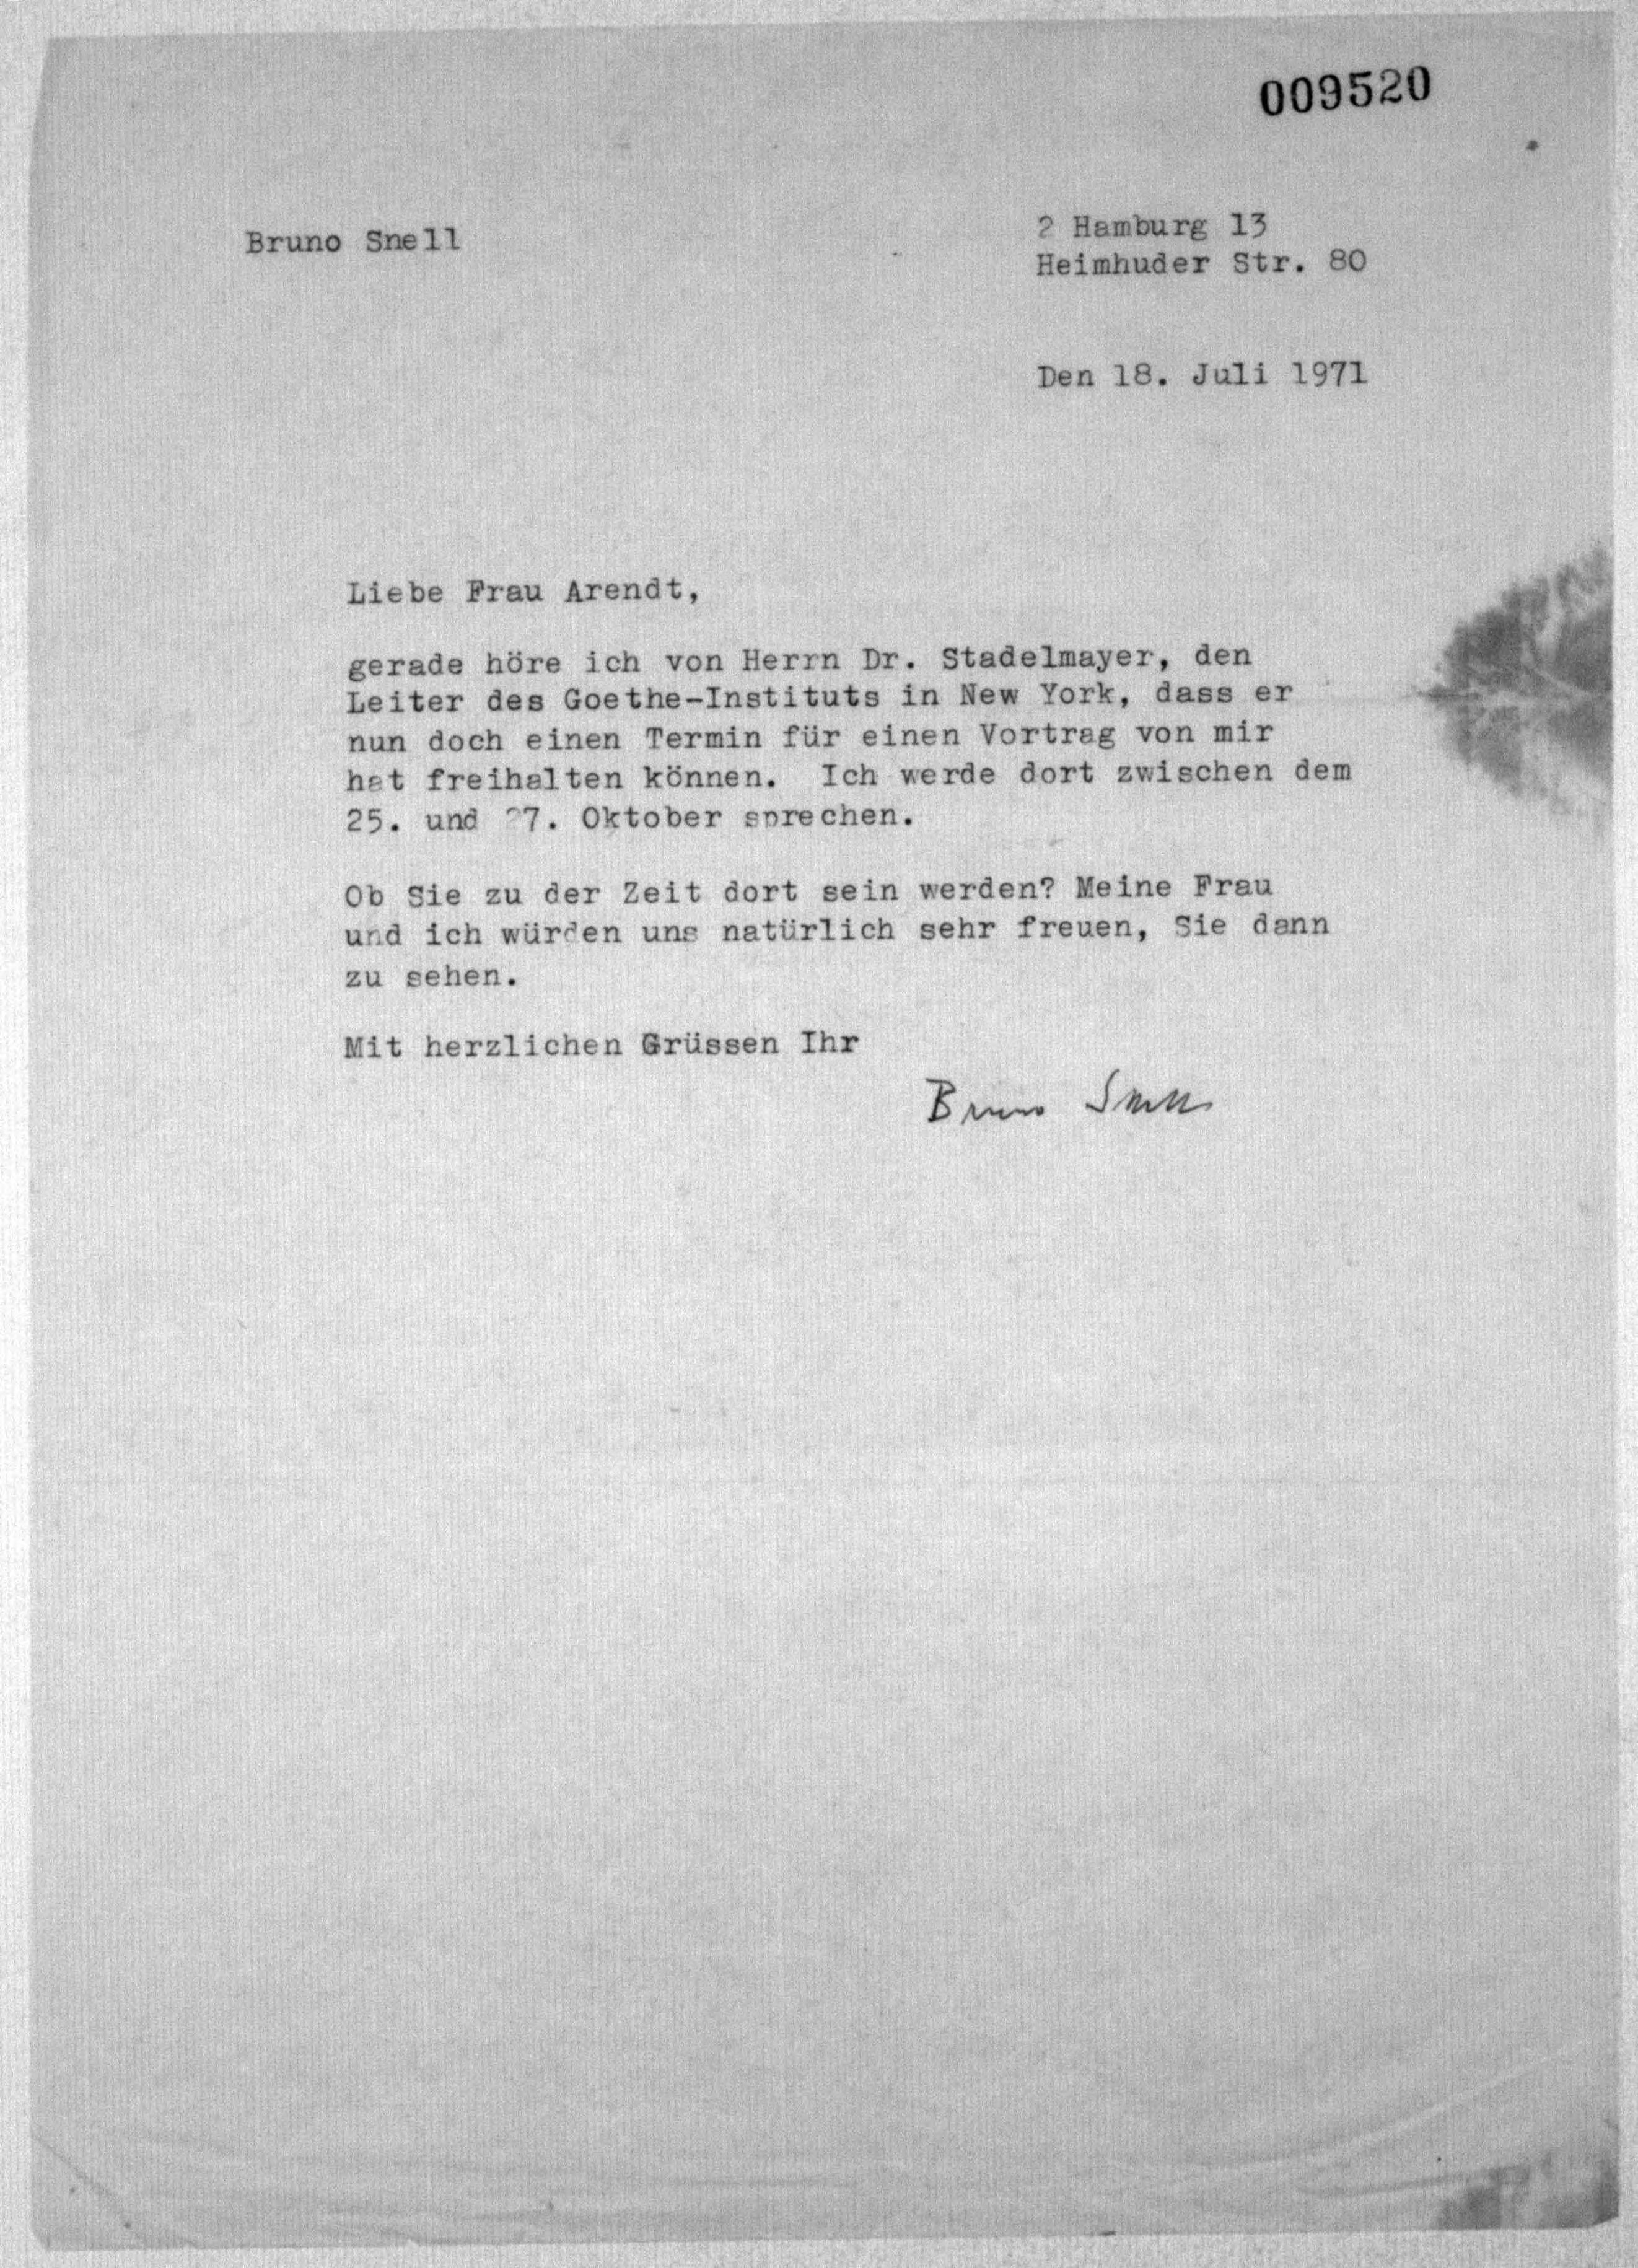 009520
Bruno Snell
2 Hamburg 13
Heimhuder Str. 80
Den 18. Juli 1971
Liebe Frau Arendt,
gerade höre ich von Herrn Dr. Stadelmayer, den
Leiter des Goethe-Instituts in New York, dass er
nun doch einen Termin für einen Vortrag von mir
hat freihalten können. Ich werde dort zwischen dem
25. und 27. Oktober sprechen.
Ob Sie zu der Zeit dort sein werden? Meine Frau
und ich würden uns natürlich sehr freuen, Sie dann
zu sehen.
Mit herzlichen Grüssen Ihr
Bruno Snell